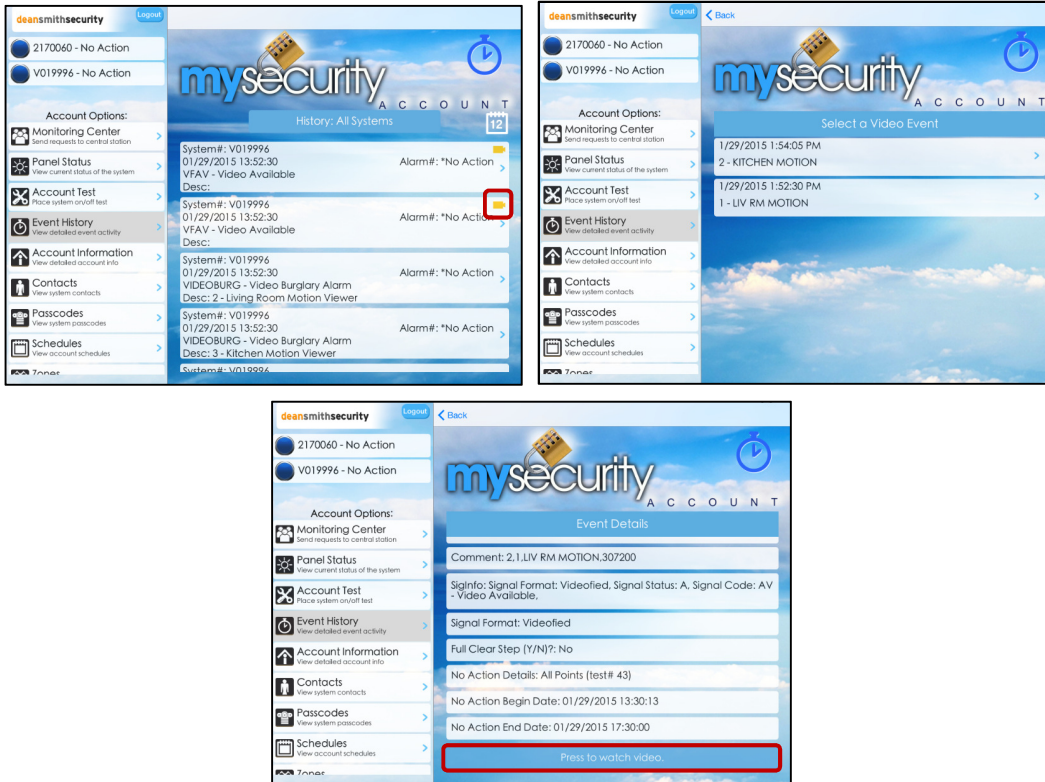 deansmithsecurity
Logout
2170060 - No Action
V019996 - No Action
Account Options:
Monitoring Center
Send requests to central station
Panel Status
View current status of the system
Account Test
Place system on/off test
Event History
View detailed event activity
Account Information
View detailed account info
Contacts
View system contacts
Passcodes
View system passcodes
Schedules
View account schedules
Zones
mysecurity
ACCOUNT
History: All Systems
12
System#: V019996
01/29/2015 13:52:30 Alarm#: *No Action
VFAV - Video Available
Desc:
System#: V019996
01/29/2015 13:52:30 Alarm#: *No Action
VFAV - Video Available
Desc:
System#: V019996
01/29/2015 13:52:30 Alarm#: *No Action
VIDEOBURG - Video Burglary Alarm
Desc: 2 - Living Room Motion Viewer
System#: V019996
01/29/2015 13:52:30 Alarm#: *No Action
VIDEOBURG - Video Burglary Alarm
Desc: 3 - Kitchen Motion Viewer
System#: V019996
deansmithsecurity
Logout
Back
2170060 - No Action
V019996 - No Action
Account Options:
Monitoring Center
Send requests to central station
Panel Status
View current status of the system
Account Test
Place system on/off test
Event History
View detailed event activity
Account Information
View detailed account info
Contacts
View system contacts
Passcodes
View system passcodes
Schedules
View account schedules
Zones
mysecurity
ACCOUNT
Select a Video Event
1/29/2015 1:54:05 PM
2 - KITCHEN MOTION
1/29/2015 1:52:30 PM
1 - LIV RM MOTION
deansmithsecurity
Logout
Back
2170060 - No Action
V019996 - No Action
Account Options:
Monitoring Center
Send requests to central station
Panel Status
View current status of the system
Account Test
Place system on/off test
Event History
View detailed event activity
Account Information
View detailed account info
Contacts
View system contacts
Passcodes
View system passcodes
Schedules
View account schedules
Zones
mysecurity
ACCOUNT
Event Details
Comment: 2,1,LIV RM MOTION,307200
SigInfo: Signal Format: Videofied, Signal Status: A, Signal Code: AV
- Video Available,
Signal Format: Videofied
Full Clear Step (Y/N)?: No
No Action Details: All Points (test# 43)
No Action Begin Date: 01/29/2015 13:30:13
No Action End Date: 01/29/2015 17:30:00
Press to watch video.